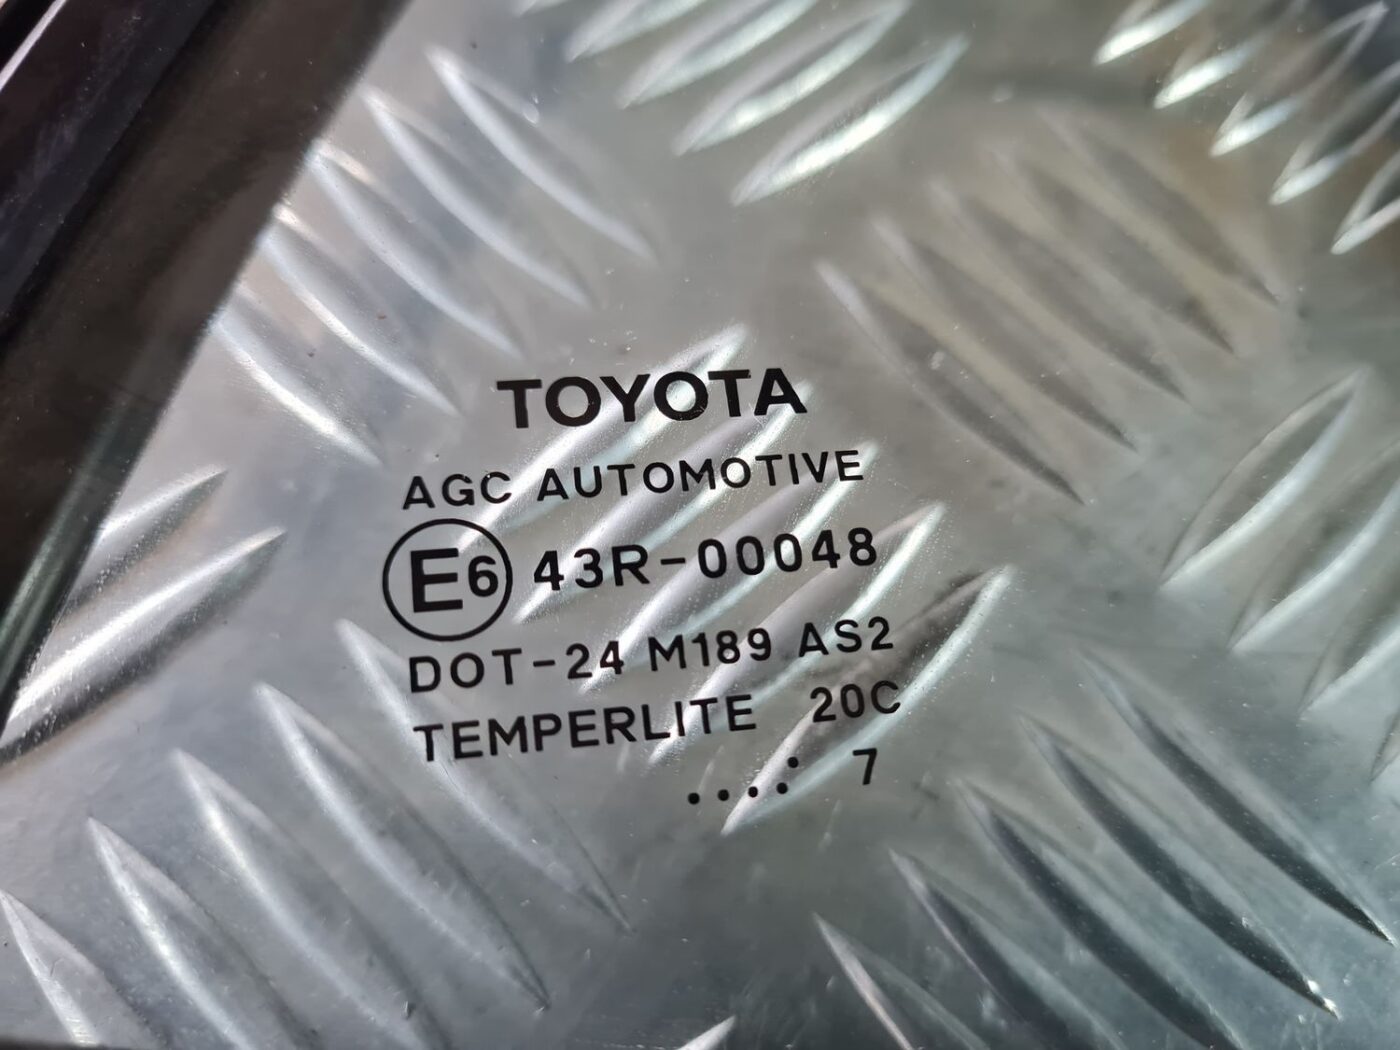 TOYOTA
AGC AUTOMOTIVE
E6 43R-00048
DOT-24 M189 AS2
TEMPERLITE 20C
....: 7